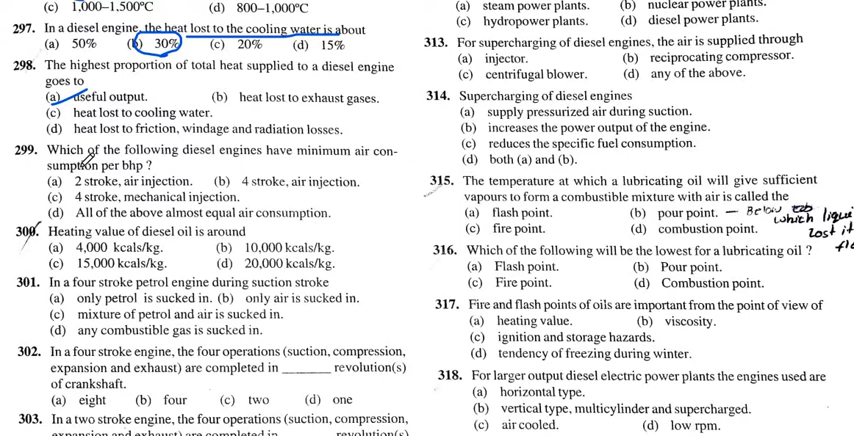 (c) 1,000–1,500ºC (d) 800–1,000ºC
297. In a diesel engine, the heat lost to the cooling water is about
(a) 50% (b) 30% (c) 20% (d) 15%
298. The highest proportion of total heat supplied to a diesel engine
goes to
(a) useful output. (b) heat lost to exhaust gases.
(c) heat lost to cooling water.
(d) heat lost to friction, windage and radiation losses.
299. Which of the following diesel engines have minimum air con-
sumption per bhp ?
(a) 2 stroke, air injection. (b) 4 stroke, air injection.
(c) 4 stroke, mechanical injection.
(d) All of the above almost equal air consumption.
300. Heating value of diesel oil is around
(a) 4,000 kcals/kg. (b) 10,000 kcals/kg.
(c) 15,000 kcals/kg. (d) 20,000 kcals/kg.
301. In a four stroke petrol engine during suction stroke
(a) only petrol is sucked in. (b) only air is sucked in.
(c) mixture of petrol and air is sucked in.
(d) any combustible gas is sucked in.
302. In a four stroke engine, the four operations (suction, compression,
expansion and exhaust) are completed in ________ revolution(s)
of crankshaft.
(a) eight (b) four (c) two (d) one
303. In a two stroke engine, the four operations (suction, compression,
expansion and exhaust) are completed in revolution(s)
(a) steam power plants. (b) nuclear power plants.
(c) hydropower plants. (d) diesel power plants.
313. For supercharging of diesel engines, the air is supplied through
(a) injector. (b) reciprocating compressor.
(c) centrifugal blower. (d) any of the above.
314. Supercharging of diesel engines
(a) supply pressurized air during suction.
(b) increases the power output of the engine.
(c) reduces the specific fuel consumption.
(d) both (a) and (b).
315. The temperature at which a lubricating oil will give sufficient
vapours to form a combustible mixture with air is called the
(a) flash point. (b) pour point. — Below which liqui
(c) fire point. (d) combustion point. lost it
316. Which of the following will be the lowest for a lubricating oil ?
(a) Flash point. (b) Pour point.
(c) Fire point. (d) Combustion point.
317. Fire and flash points of oils are important from the point of view of
(a) heating value. (b) viscosity.
(c) ignition and storage hazards.
(d) tendency of freezing during winter.
318. For larger output diesel electric power plants the engines used are
(a) horizontal type.
(b) vertical type, multicylinder and supercharged.
(c) air cooled. (d) low rpm.